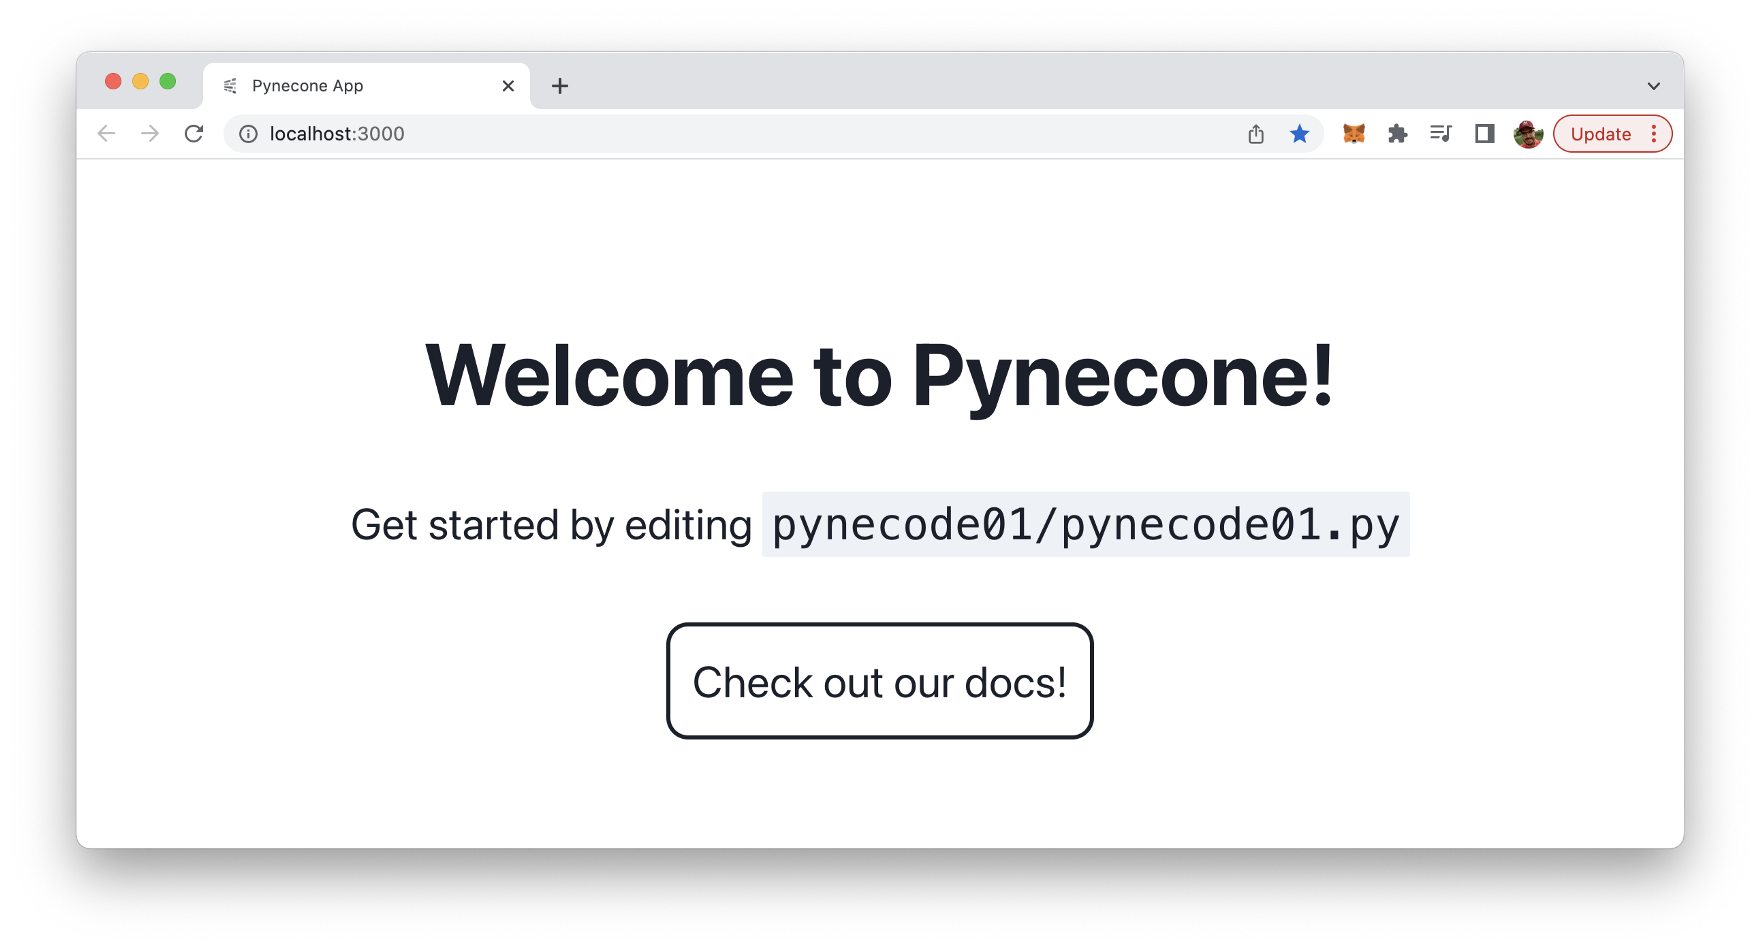 Pynecone App
localhost:3000
Update
Welcome to Pynecone!
Get started by editing pynecode01/pynecode01.py
Check out our docs!